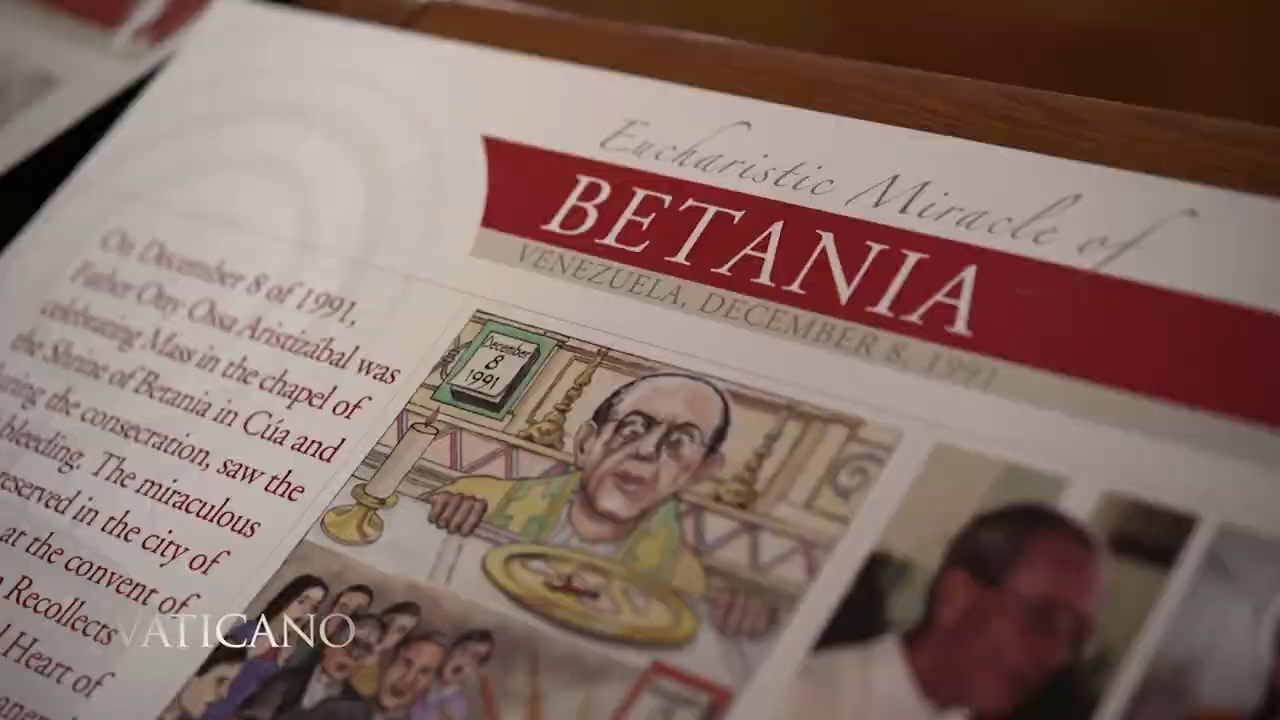 Eucharistic Miracle of
BETANIA
VENEZUELA, DECEMBER 8, 1991
On December 8 of 1991,
Father Otty Ossa Aristizábal was
celebrating Mass in the chapel of
the Shrine of Betania in Cúa and
the consecration, saw the
bleeding. The miraculous
reserved in the city of
at the convent of
Recollects
Heart of
December
8
1991
VATICANO